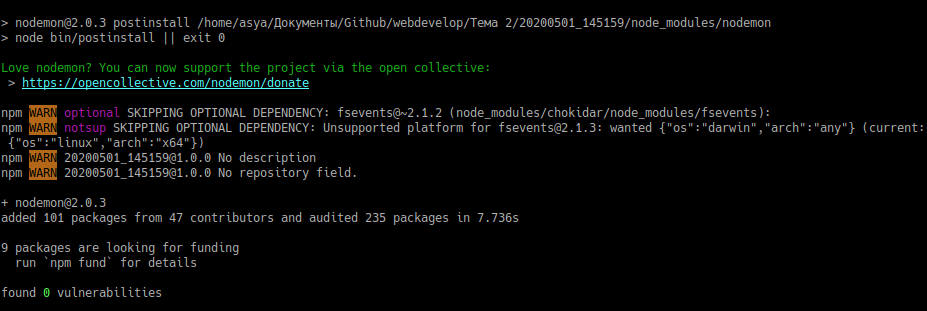 > nodemon@2.0.3 postinstall /home/asya/Документы/Github/webdevelop/Тема 2/20200501_145159/node_modules/nodemon
> node bin/postinstall || exit 0
Love nodemon? You can now support the project via the open collective:
> https://opencollective.com/nodemon/donate
npm WARN optional SKIPPING OPTIONAL DEPENDENCY: fsevents@~2.1.2 (node_modules/chokidar/node_modules/fsevents):
npm WARN notsup SKIPPING OPTIONAL DEPENDENCY: Unsupported platform for fsevents@2.1.3: wanted {"os":"darwin","arch":"any"} (current:
{"os":"linux","arch":"x64"})
npm WARN 20200501_145159@1.0.0 No description
npm WARN 20200501_145159@1.0.0 No repository field.
+ nodemon@2.0.3
added 101 packages from 47 contributors and audited 235 packages in 7.736s
9 packages are looking for funding
run `npm fund` for details
found 0 vulnerabilities